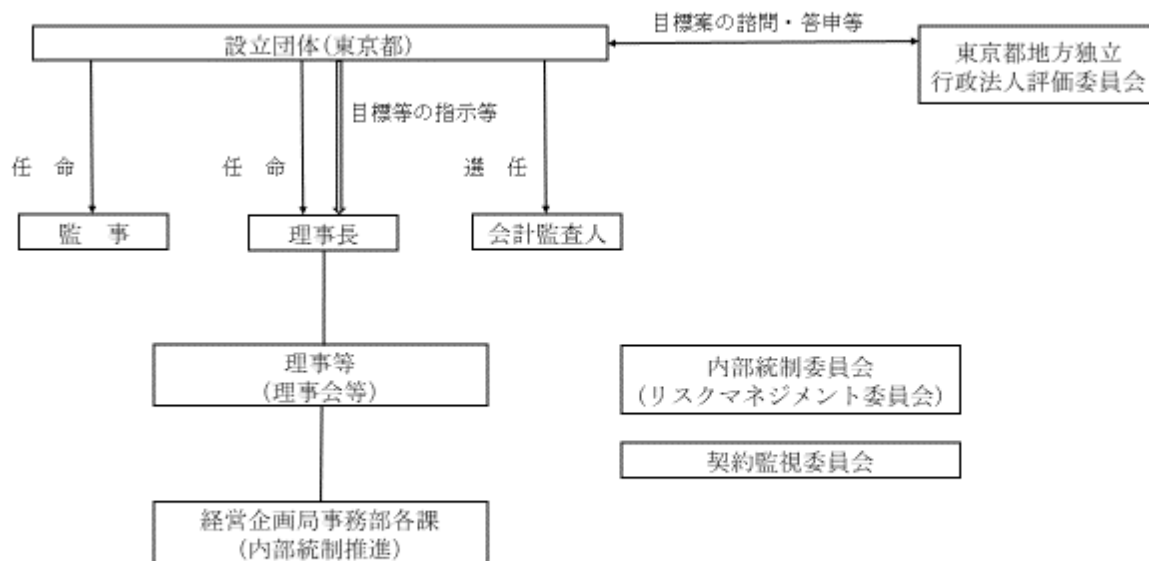 目標案の諮問・答申等
設立団体(東京都)
東京都地方独立
行政法人評価委員会
目標等の指示等
任　命
任　命
選　任
監　事
理事長
会計監査人
理事等
(理事会等)
内部統制委員会
(リスクマネジメント委員会)
契約監視委員会
経営企画局事務部各課
(内部統制推進)